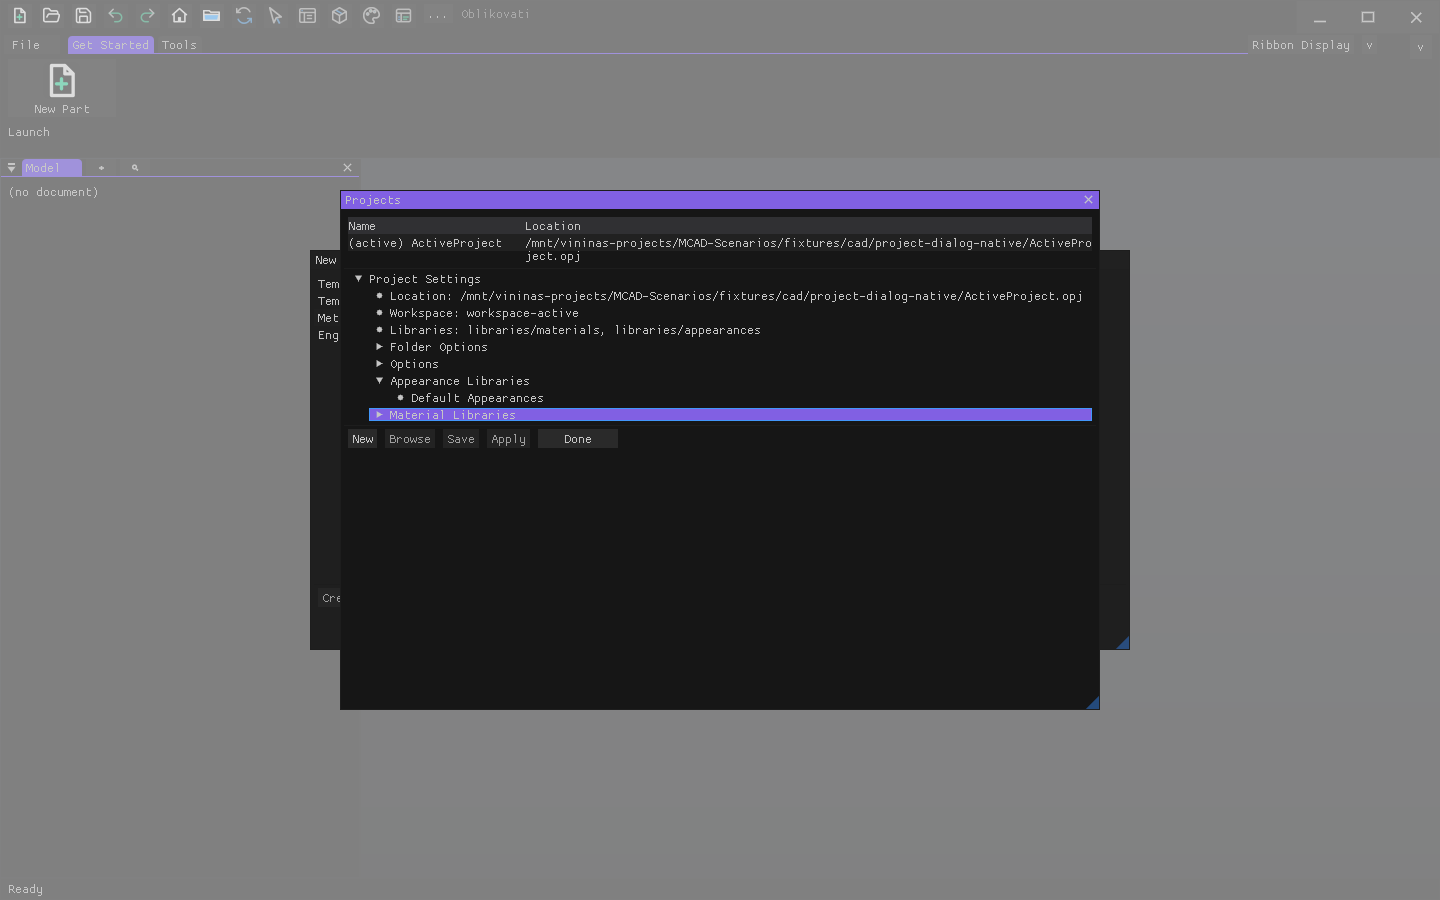 ... Oblikovati
File Get Started Tools Ribbon Display v v
New Part
Launch
Model
(no document)
Projects
Name Location
(active) ActiveProject /mnt/vininas-projects/MCAD-Scenarios/fixtures/cad/project-dialog-native/ActivePro
ject.opj
New
Project Settings
Tem
Location: /mnt/vininas-projects/MCAD-Scenarios/fixtures/cad/project-dialog-native/ActiveProject.opj
Tem
Workspace: workspace-active
Met
Libraries: libraries/materials, libraries/appearances
Eng
Folder Options
Options
Appearance Libraries
Default Appearances
Material Libraries
New Browse Save Apply Done
Cre
Ready